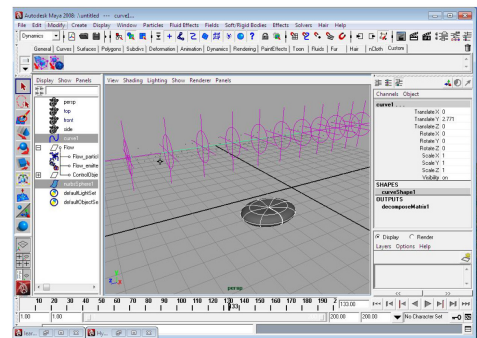 Autodesk Maya 2008: \untitled --- curve1...
File Edit Modify Create Display Window Particles Fluid Effects Fields Soft/Rigid Bodies Effects Solvers Hair Help
Dynamics
General Curves Surfaces Polygons Subdivs Deformation Animation Dynamics Rendering PaintEffects Toon Fluids Fur Hair nCloth Custom
Display Show Panels
View Shading Lighting Show Renderer Panels
persp
top
front
side
curve1
Flow
Flow_particl
Flow_emitte
ControlObje
nurbsSphere1
defaultLightSet
defaultObjectSe
persp
Channels Object
curve1 . . .
Translate X 0
Translate Y 2.771
Translate Z 0
Rotate X 0
Rotate Y 0
Rotate Z 0
Scale X 1
Scale Y 1
Scale Z 1
Visibility on
SHAPES
curveShape1
OUTPUTS
decomposeMatrix1
Display Render
Layers Options Help
10 20 30 40 50 60 70 80 90 100 110 120 130 140 150 160 170 180 190 2
133.00
1.00 1.00 200.00 200.00 No Character Set